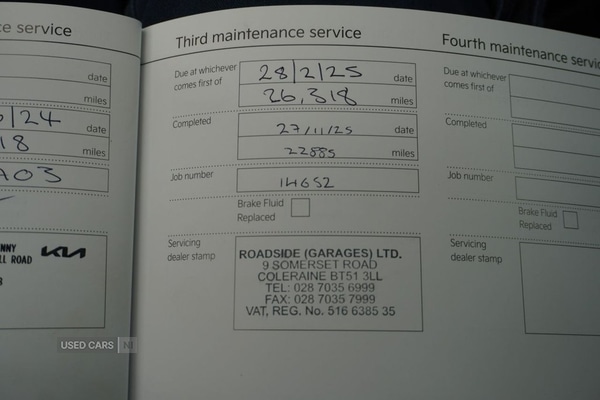 ce service
date
miles
/24
18
A03
NNY
LL ROAD
KIA
Third maintenance service
Due at whichever
comes first of
28/2/25 date
26,318 miles
Completed
27/11/25 date
22885 miles
Job number
14652
Brake Fluid
Replaced
Servicing
dealer stamp
ROADSIDE (GARAGES) LTD.
9 SOMERSET ROAD
COLERAINE BT51 3LL
TEL: 028 7035 6999
FAX: 028 7035 7999
VAT, REG. No. 516 6385 35
Fourth maintenance servic
Due at whichever
comes first of
Completed
Job number
Brake Fluid
Replaced
Servicing
dealer stamp
USED CARS NI